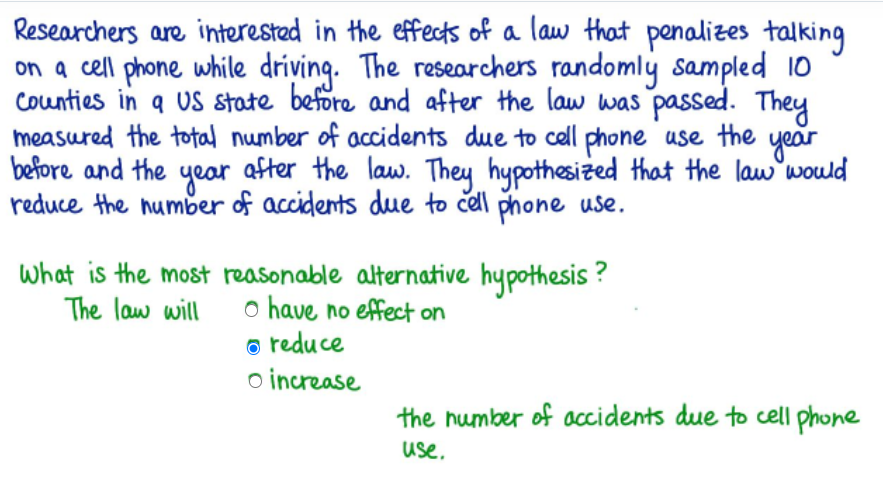 Researchers are interested in the effects of a law that penalizes talking
on a cell phone while driving. The researchers randomly sampled 10
Counties in a US state before and after the law was passed. They
measured the total number of accidents due to cell phone use the year
before and the year after the law. They hypothesized that the law would
reduce the number of accidents due to cell phone use.
What is the most reasonable alternative hypothesis?
The law will have no effect on
reduce
increase
the number of accidents due to cell phone
use.